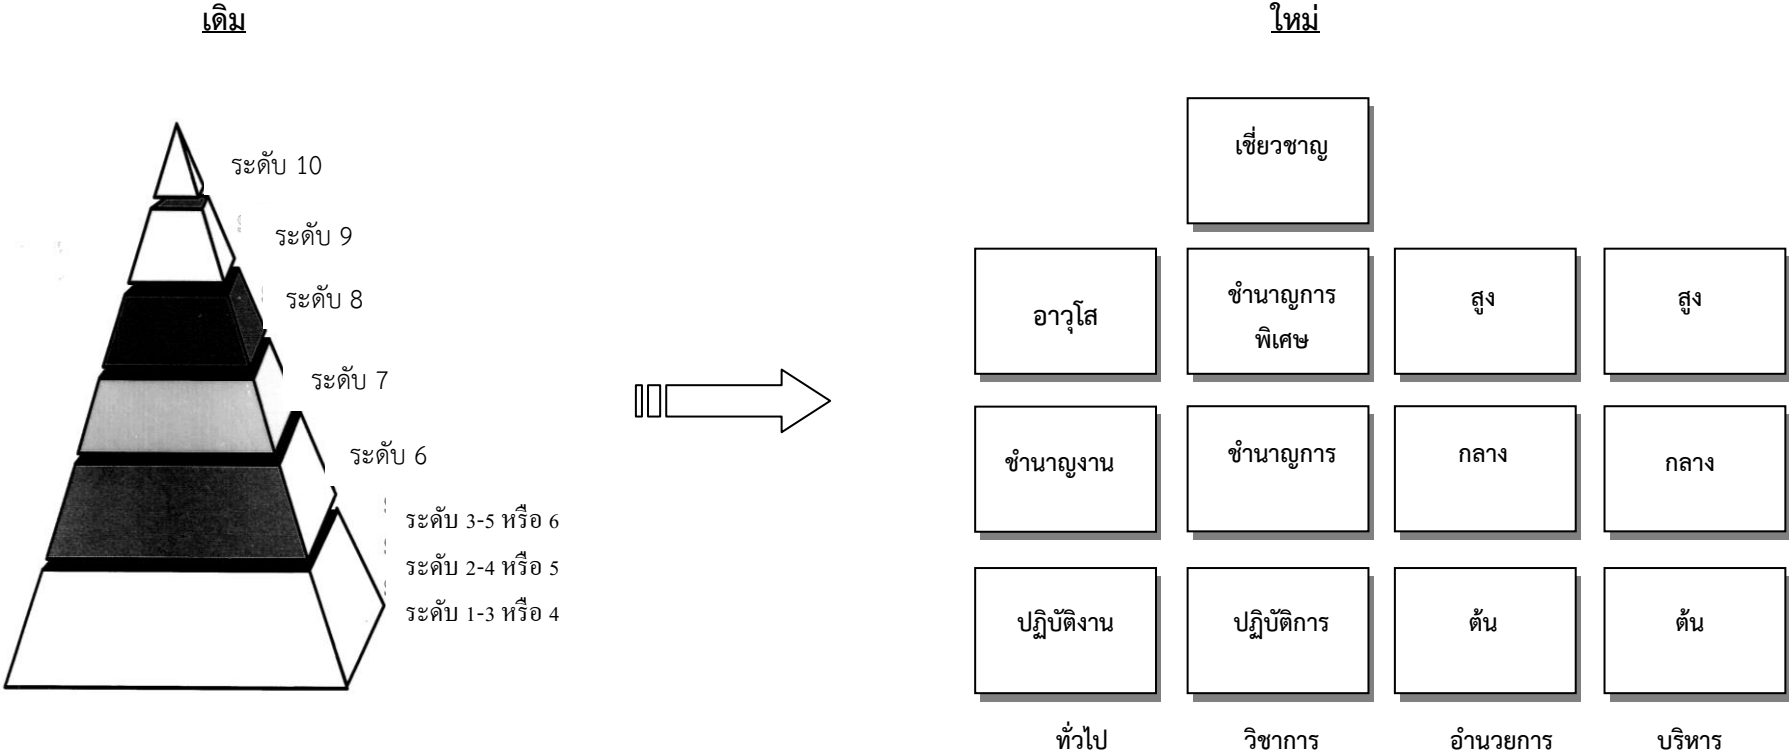 เดิม
ใหม่
ระดับ 10
ระดับ 9
ระดับ 8
ระดับ 7
ระดับ 6
ระดับ 3-5 หรือ 6
ระดับ 2-4 หรือ 5
ระดับ 1-3 หรือ 4
เชี่ยวชาญ
อาวุโส
ชำนาญการ
พิเศษ
สูง
สูง
ชำนาญงาน
ชำนาญการ
กลาง
กลาง
ปฏิบัติงาน
ปฏิบัติการ
ต้น
ต้น
ทั่วไป
วิชาการ
อำนวยการ
บริหาร